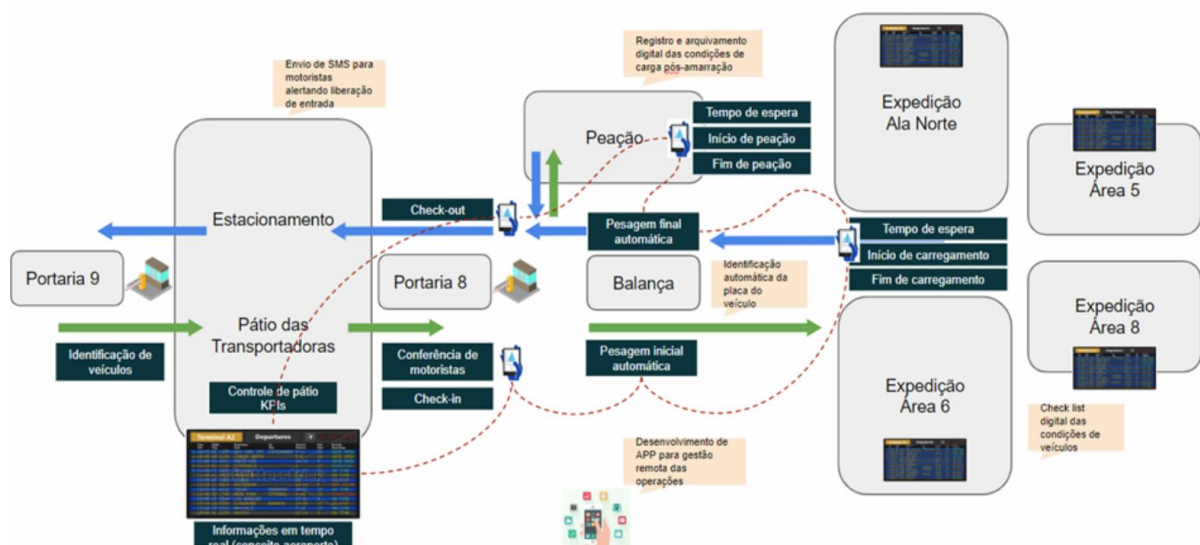 Envio de SMS para
motoristas
alertando liberação
de entrada
Registro e arquivamento
digital das condições de
carga pós-amarração
Peação
Tempo de espera
Início de peação
Fim de peação
Expedição
Ala Norte
Expedição
Área 5
Estacionamento
Check-out
Pesagem final
automática
Tempo de espera
Início de carregamento
Fim de carregamento
Portaria 9
Portaria 8
Balança
Identificação
automática da
placa do
veículo
Expedição
Área 8
Pátio das
Transportadoras
Identificação de
veículos
Conferência de
motoristas
Check-in
Pesagem inicial
automática
Controle de pátio
KPIs
Expedição
Área 6
Check list
digital das
condições de
veículos
Terminal A2 Departures
Desenvolvimento de
APP para gestão
remota das
operações
Informações em tempo
real (conceito aeroporto)